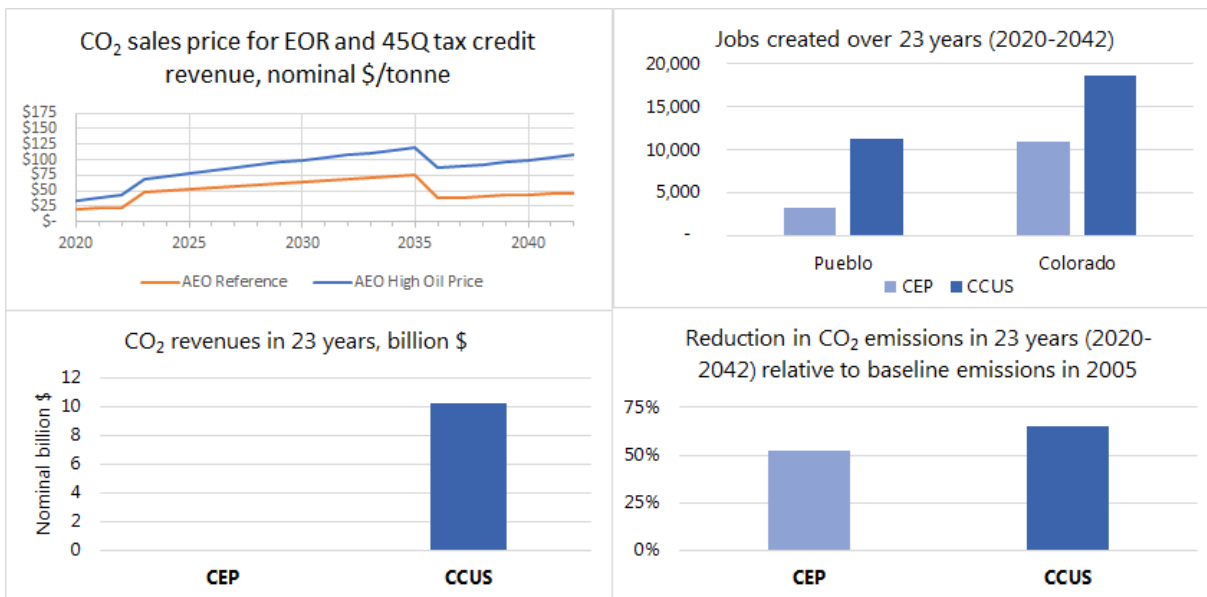 CO₂ sales price for EOR and 45Q tax credit
revenue, nominal $/tonne
$175
$150
$125
$100
$75
$50
$25
$-
2020 2025 2030 2035 2040
AEO Reference AEO High Oil Price
Jobs created over 23 years (2020-2042)
20,000
15,000
10,000
5,000
-
Pueblo Colorado
CEP CCUS
CO₂ revenues in 23 years, billion $
Nominal billion $
12
10
8
6
4
2
0
CEP CCUS
Reduction in CO₂ emissions in 23 years (2020-
2042) relative to baseline emissions in 2005
75%
50%
25%
0%
CEP CCUS